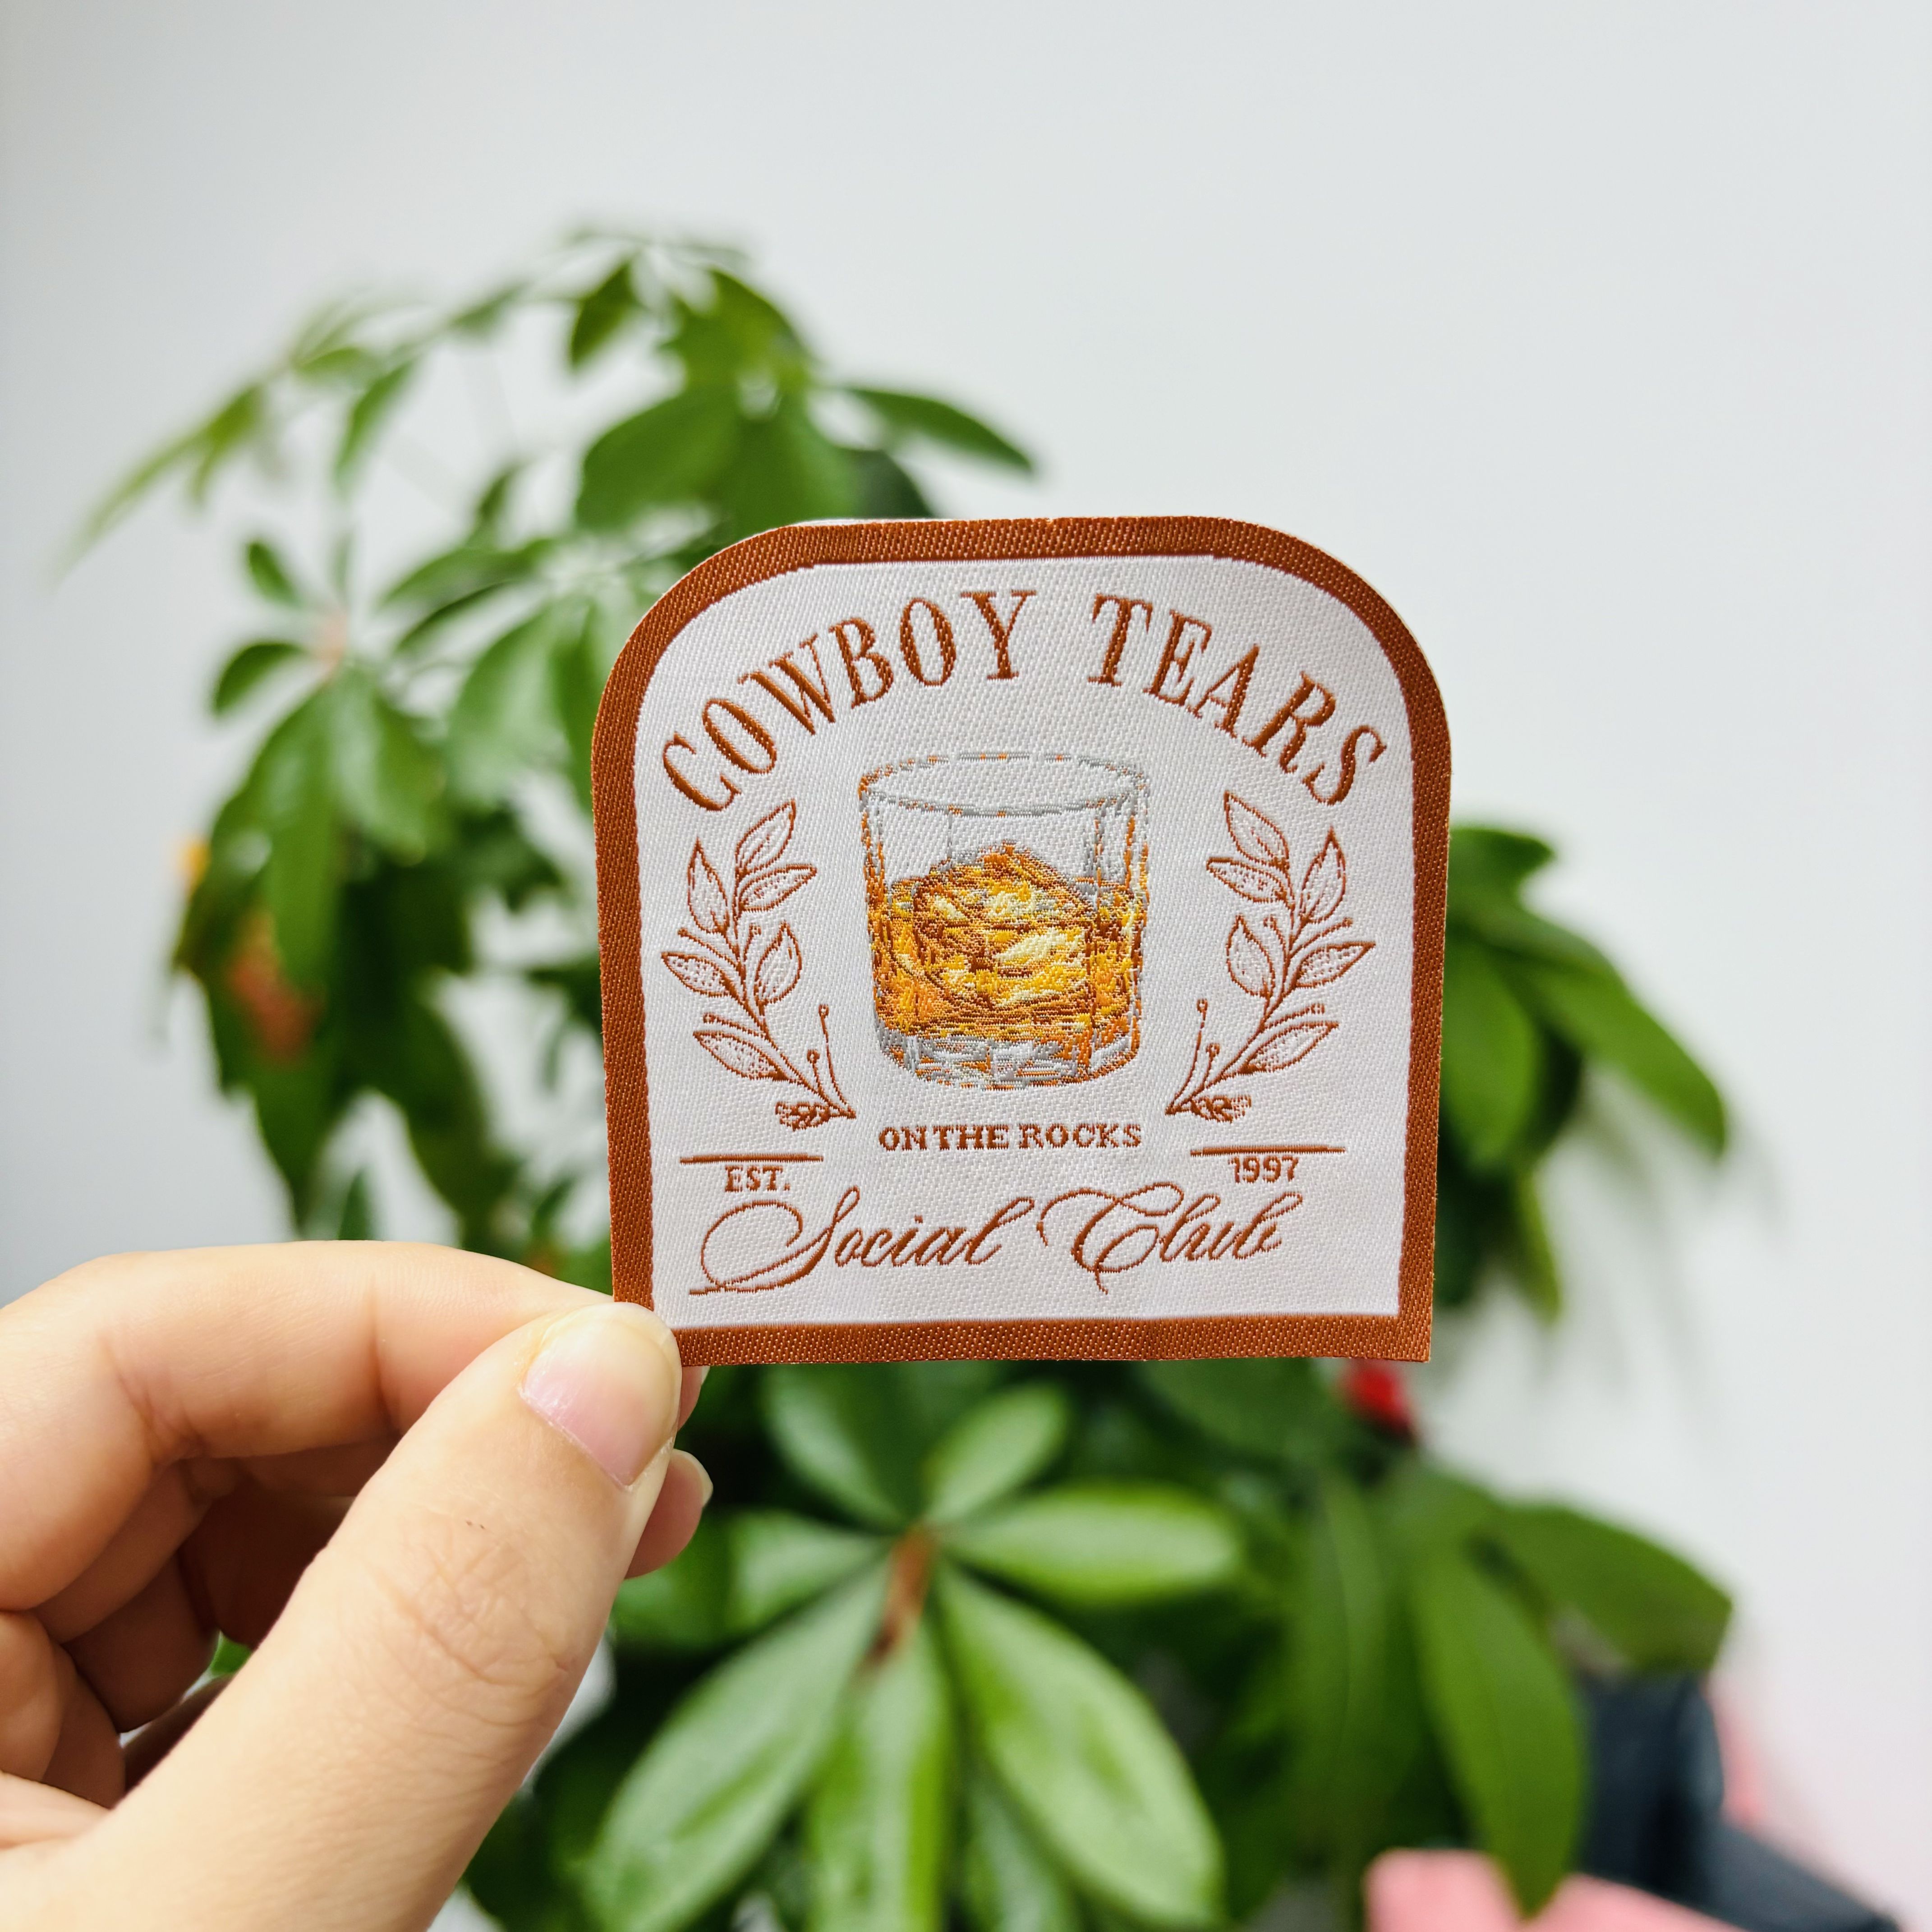 COWBOY TEARS
ON THE ROCKS
EST. 1997
Social Club